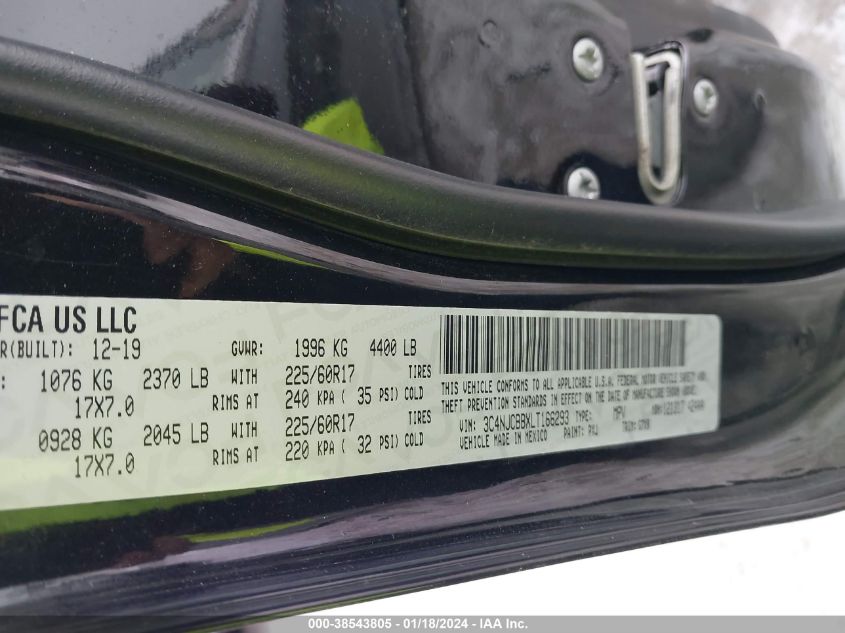 FCA US LLC
R(BUILT): 12-19 GVWR: 1996 KG 4400 LB
: 1076 KG 2370 LB WITH 225/60R17 TIRES
17X7.0 RIMS AT 240 KPA ( 35 PSI) COLD
0928 KG 2045 LB WITH 225/60R17 TIRES
17X7.0 RIMS AT 220 KPA ( 32 PSI) COLD
THIS VEHICLE CONFORMS TO ALL APPLICABLE U.S.A. FEDERAL MOTOR VEHICLE SAFETY AND
THEFT PREVENTION STANDARDS IN EFFECT ON THE DATE OF MANUFACTURE SHOWN ABOVE.
VIN: 3C4NJCBBXLT166293 TYPE: MPV
VEHICLE MADE IN MEXICO PAINT: PXJ TRIM:
000-38543805 - 01/18/2024 - IAA Inc.